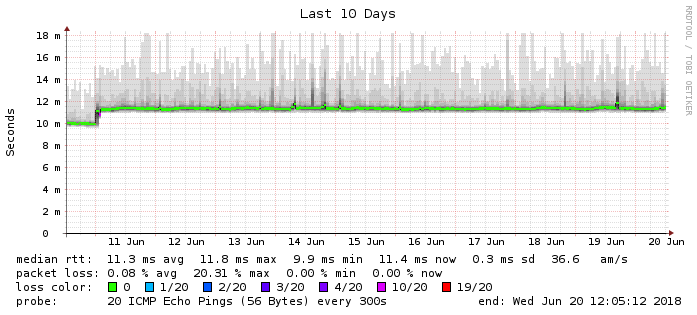 Last 10 Days
RRDTOOL / TOBI OETIKER
Seconds
18 m
16 m
14 m
12 m
10 m
8 m
6 m
4 m
2 m
0
11 Jun 12 Jun 13 Jun 14 Jun 15 Jun 16 Jun 17 Jun 18 Jun 19 Jun 20 Jun
median rtt: 11.3 ms avg 11.8 ms max 9.9 ms min 11.4 ms now 0.3 ms sd 36.6 am/s
packet loss: 0.08 % avg 20.31 % max 0.00 % min 0.00 % now
loss color: 0 1/20 2/20 3/20 4/20 10/20 19/20
probe: 20 ICMP Echo Pings (56 Bytes) every 300s end: Wed Jun 20 12:05:12 2018